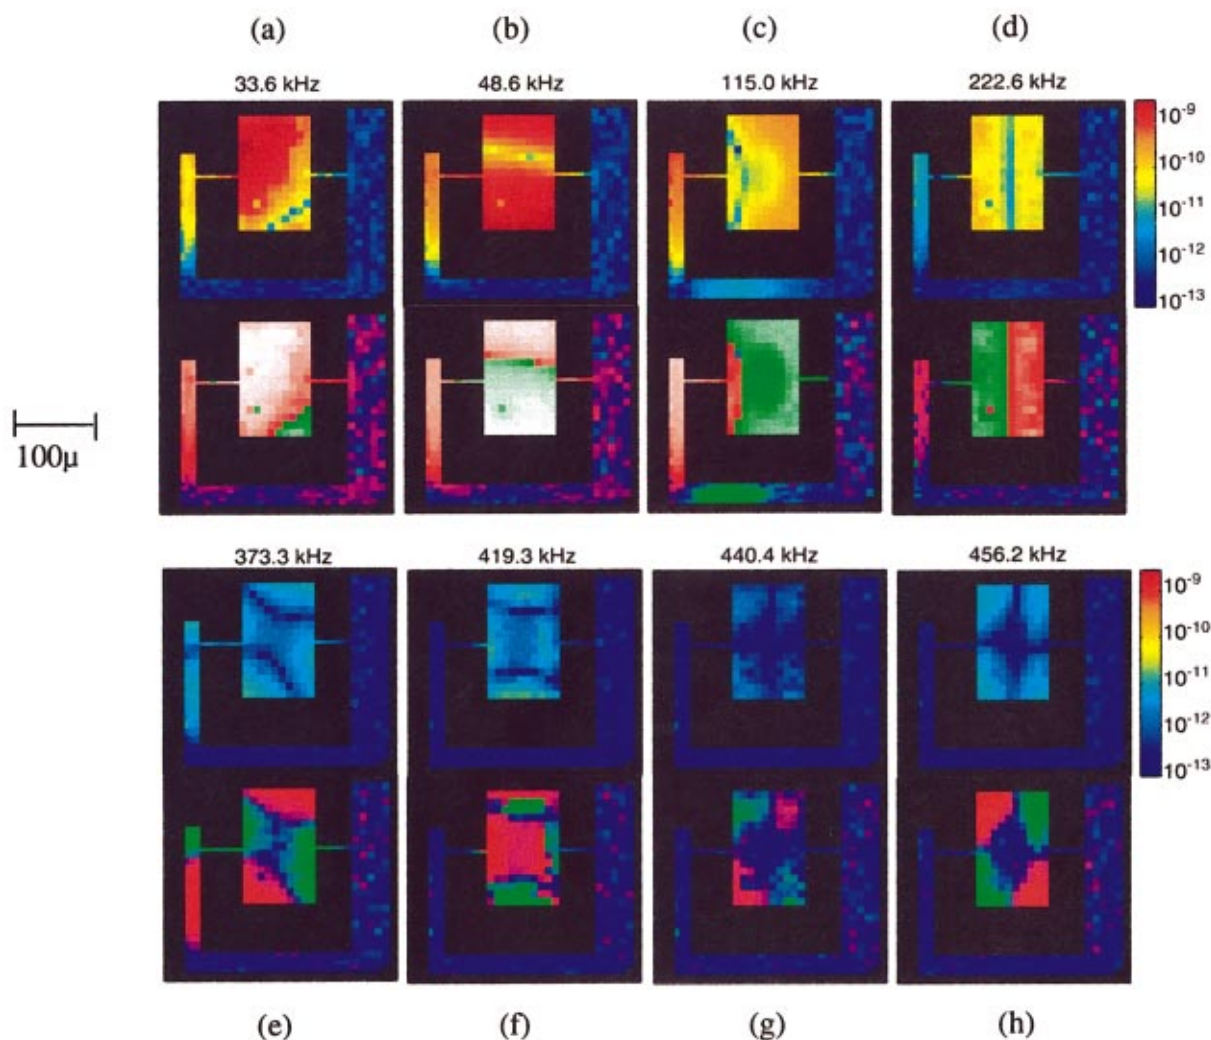 (a) (b) (c) (d)
33.6 kHz 48.6 kHz 115.0 kHz 222.6 kHz
10⁻⁹
10⁻¹⁰
10⁻¹¹
10⁻¹²
10⁻¹³
100µ
373.3 kHz 419.3 kHz 440.4 kHz 456.2 kHz
10⁻⁹
10⁻¹⁰
10⁻¹¹
10⁻¹²
10⁻¹³
(e) (f) (g) (h)